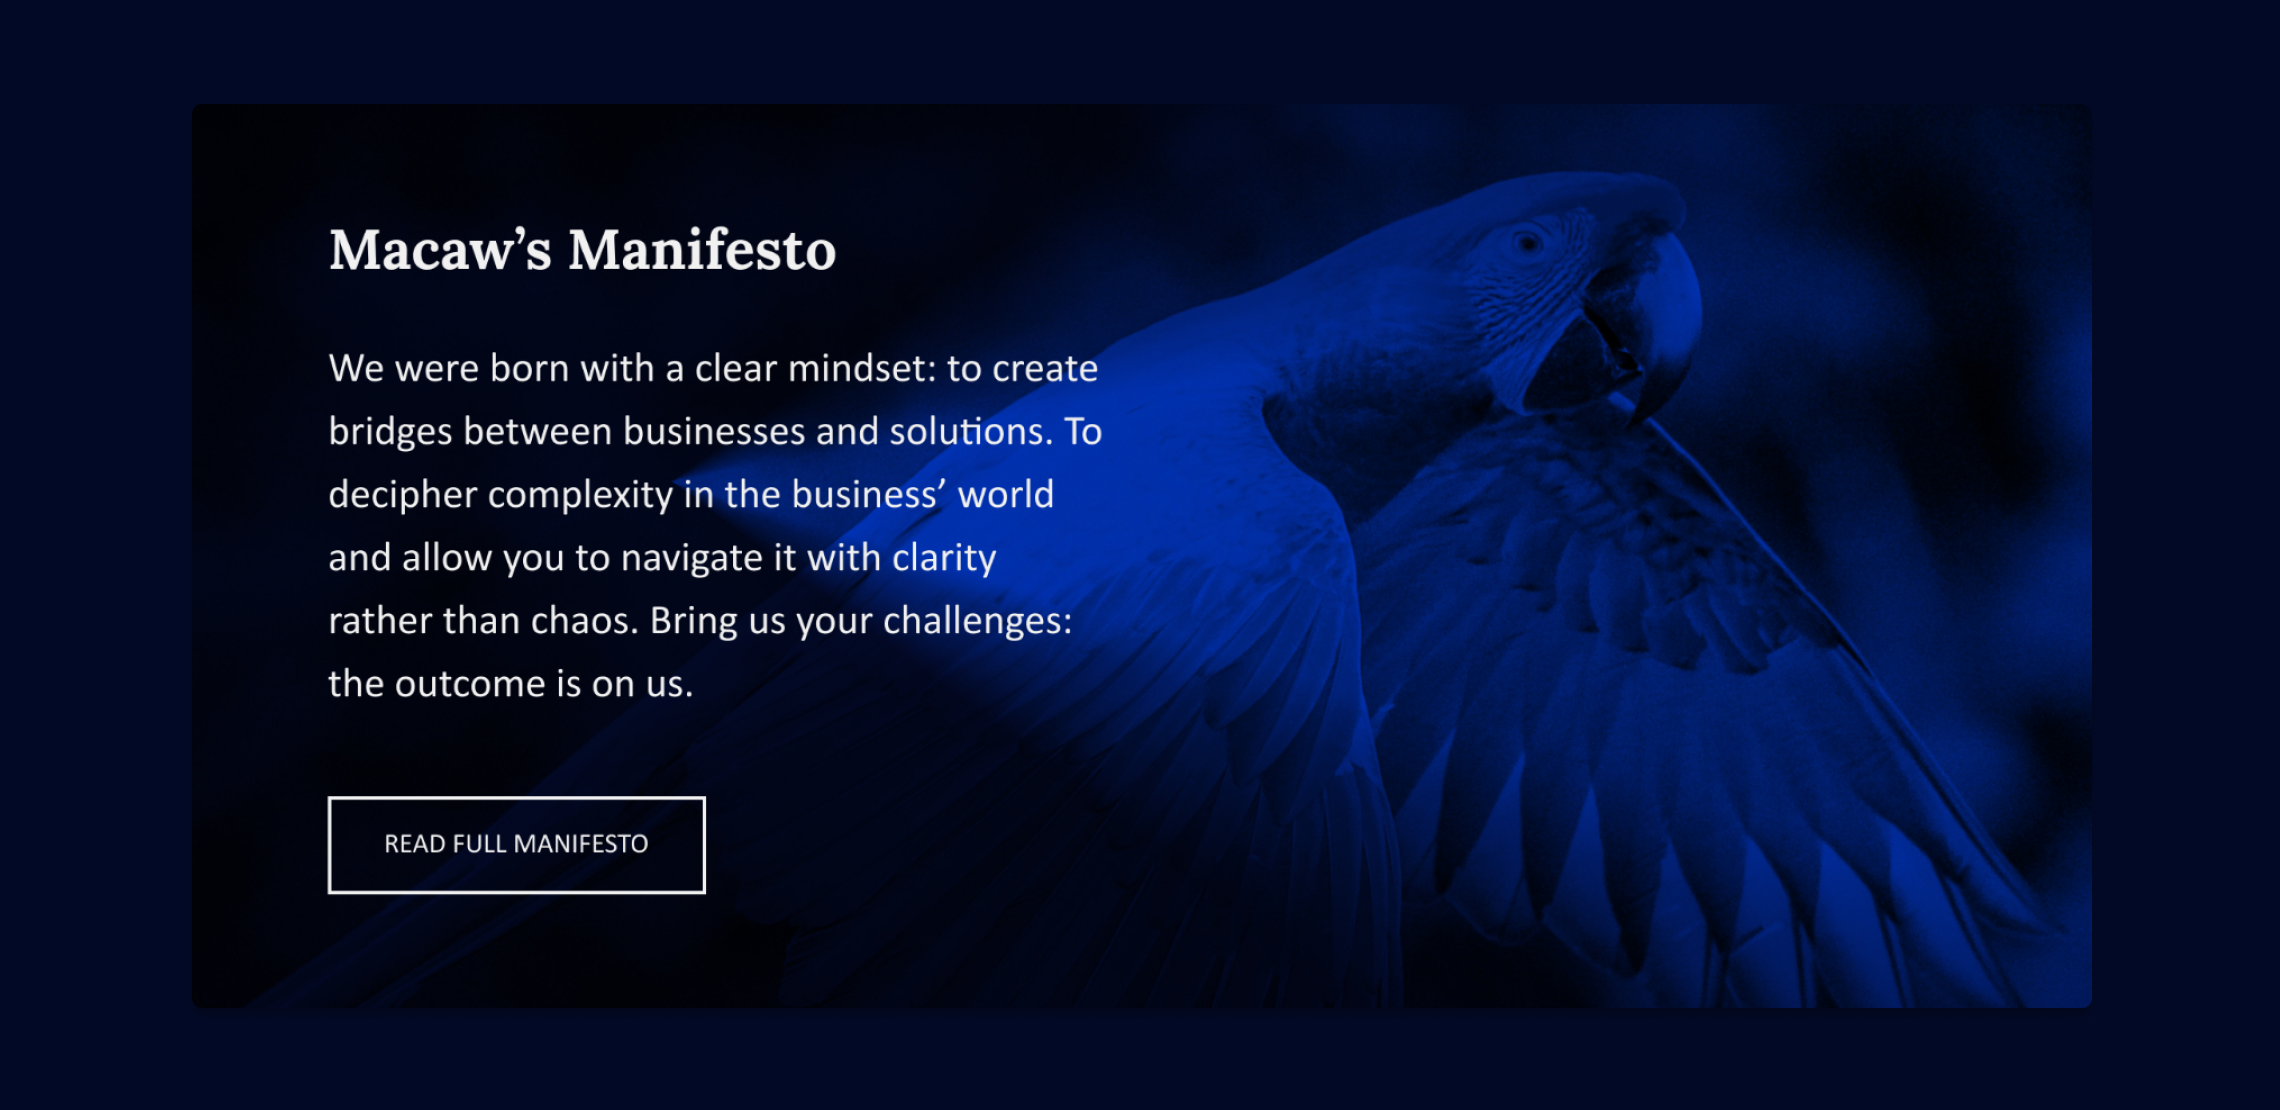 Macaw’s Manifesto
We were born with a clear mindset: to create
bridges between businesses and solutions. To
decipher complexity in the business’ world
and allow you to navigate it with clarity
rather than chaos. Bring us your challenges:
the outcome is on us.
READ FULL MANIFESTO